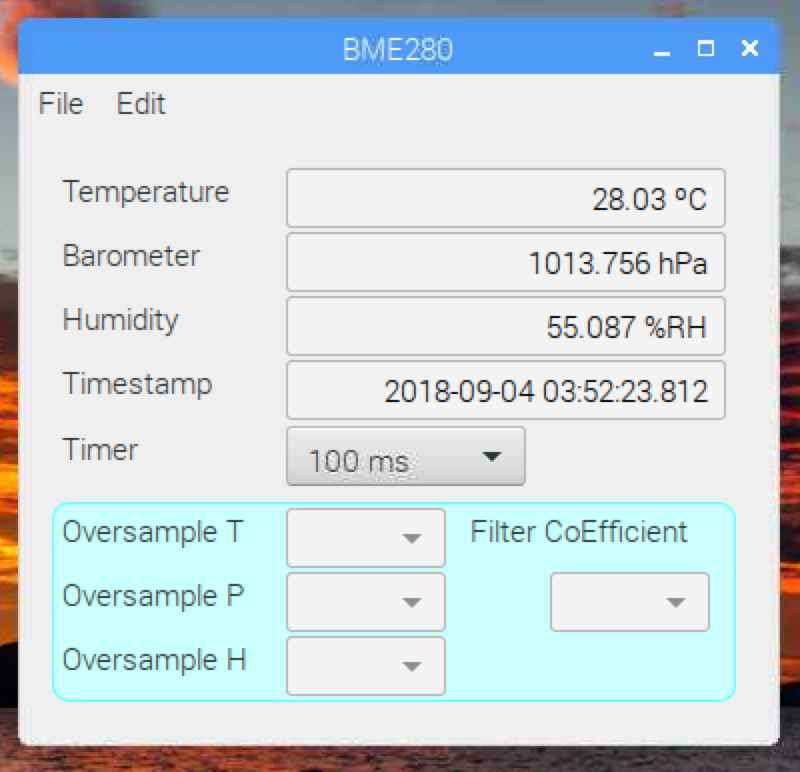 BME280
File Edit
Temperature 28.03 ºC
Barometer 1013.756 hPa
Humidity 55.087 %RH
Timestamp 2018-09-04 03:52:23.812
Timer 100 ms
Oversample T Filter CoEfficient
Oversample P
Oversample H